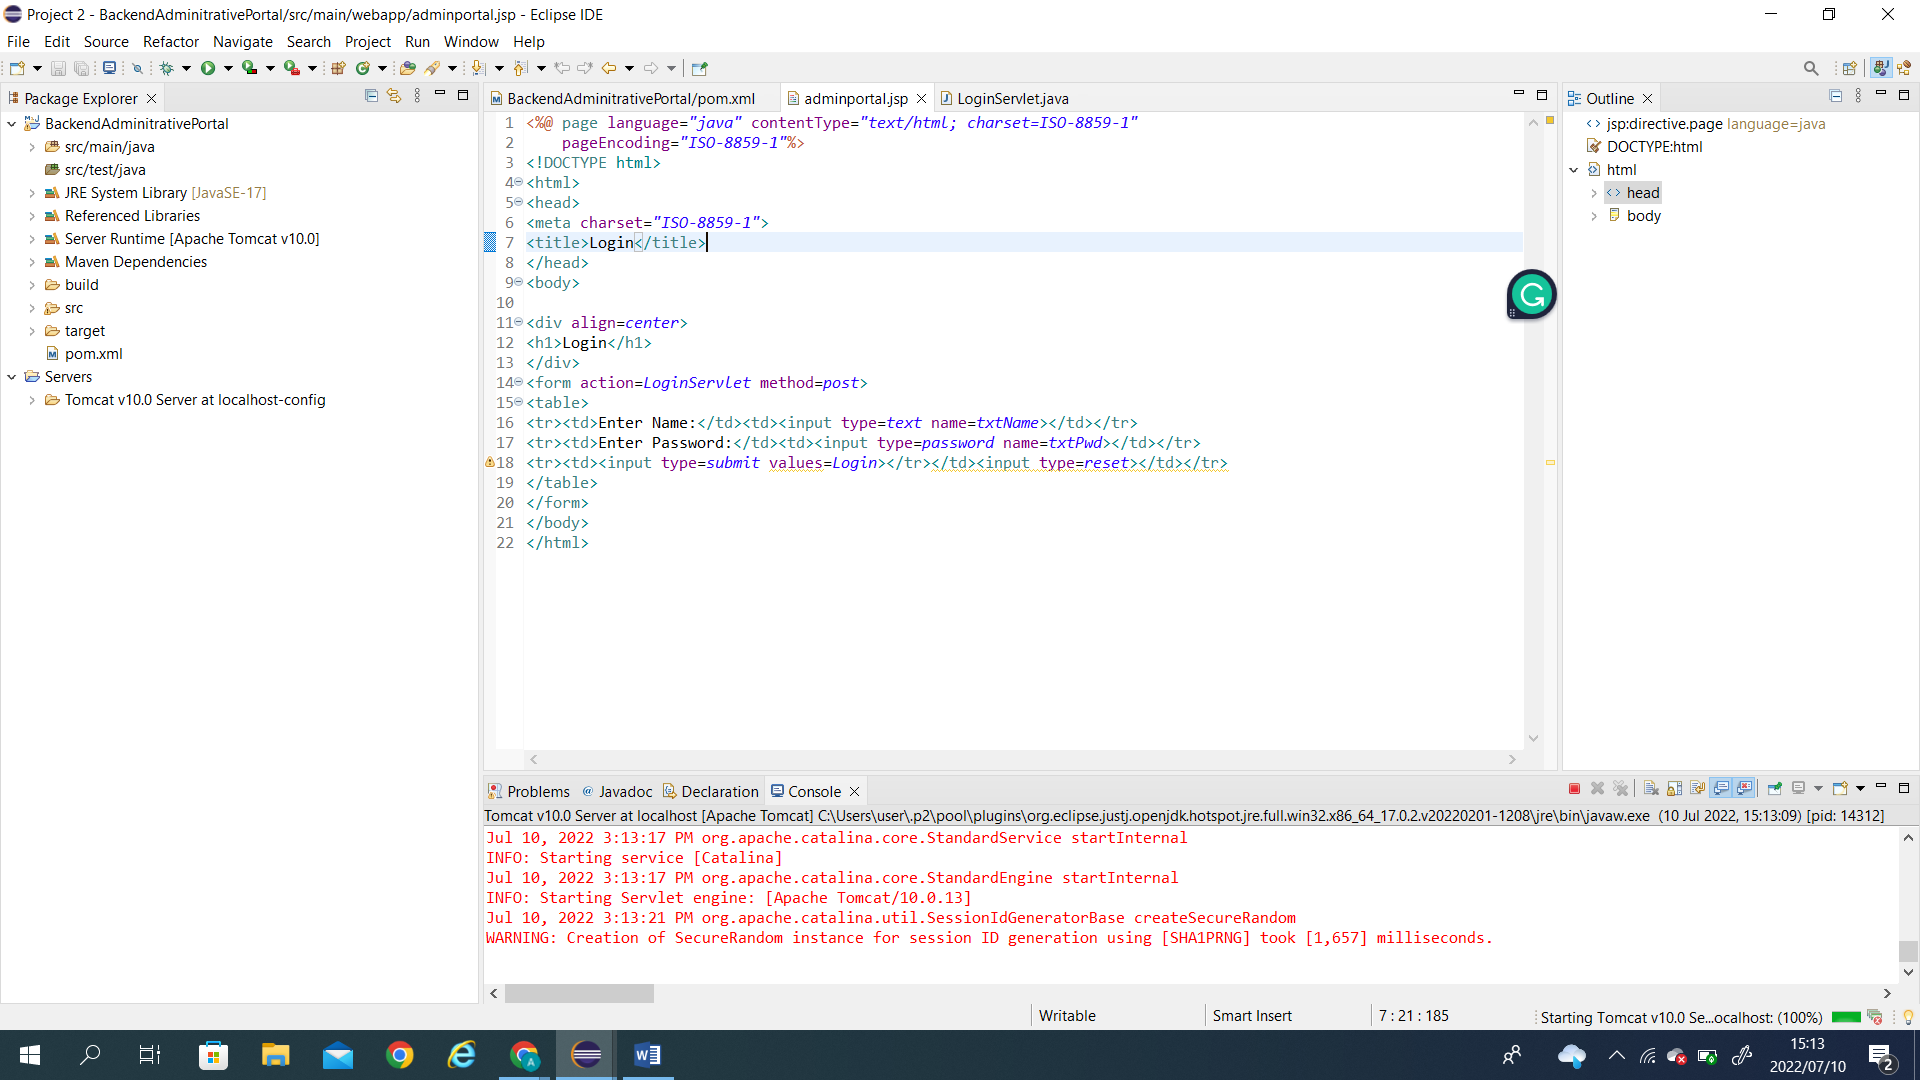 Project 2 - BackendAdminitrativePortal/src/main/webapp/adminportal.jsp - Eclipse IDE
File Edit Source Refactor Navigate Search Project Run Window Help
Package Explorer
BackendAdminitrativePortal
src/main/java
src/test/java
JRE System Library [JavaSE-17]
Referenced Libraries
Server Runtime [Apache Tomcat v10.0]
Maven Dependencies
build
src
target
pom.xml
Servers
Tomcat v10.0 Server at localhost-config
BackendAdminitrativePortal/pom.xml adminportal.jsp LoginServlet.java
1 <%@ page language="java" contentType="text/html; charset=ISO-8859-1"
2 pageEncoding="ISO-8859-1"%>
3 <!DOCTYPE html>
4 <html>
5 <head>
6 <meta charset="ISO-8859-1">
7 <title>Login</title>
8 </head>
9 <body>
10
11 <div align=center>
12 <h1>Login</h1>
13 </div>
14 <form action=LoginServlet method=post>
15 <table>
16 <tr><td>Enter Name:</td><td><input type=text name=txtName></td></tr>
17 <tr><td>Enter Password:</td><td><input type=password name=txtPwd></td></tr>
18 <tr><td><input type=submit values=Login></tr></td><input type=reset></td></tr>
19 </table>
20 </form>
21 </body>
22 </html>
Outline
jsp:directive.page language=java
DOCTYPE:html
html
head
body
Problems Javadoc Declaration Console
Tomcat v10.0 Server at localhost [Apache Tomcat] C:\Users\user\.p2\pool\plugins\org.eclipse.justj.openjdk.hotspot.jre.full.win32.x86_64_17.0.2.v20220201-1208\jre\bin\javaw.exe (10 Jul 2022, 15:13:09) [pid: 14312]
Jul 10, 2022 3:13:17 PM org.apache.catalina.core.StandardService startInternal
INFO: Starting service [Catalina]
Jul 10, 2022 3:13:17 PM org.apache.catalina.core.StandardEngine startInternal
INFO: Starting Servlet engine: [Apache Tomcat/10.0.13]
Jul 10, 2022 3:13:21 PM org.apache.catalina.util.SessionIdGeneratorBase createSecureRandom
WARNING: Creation of SecureRandom instance for session ID generation using [SHA1PRNG] took [1,657] milliseconds.
Writable Smart Insert 7 : 21 : 185 Starting Tomcat v10.0 Se...ocalhost: (100%)
15:13
2022/07/10
2